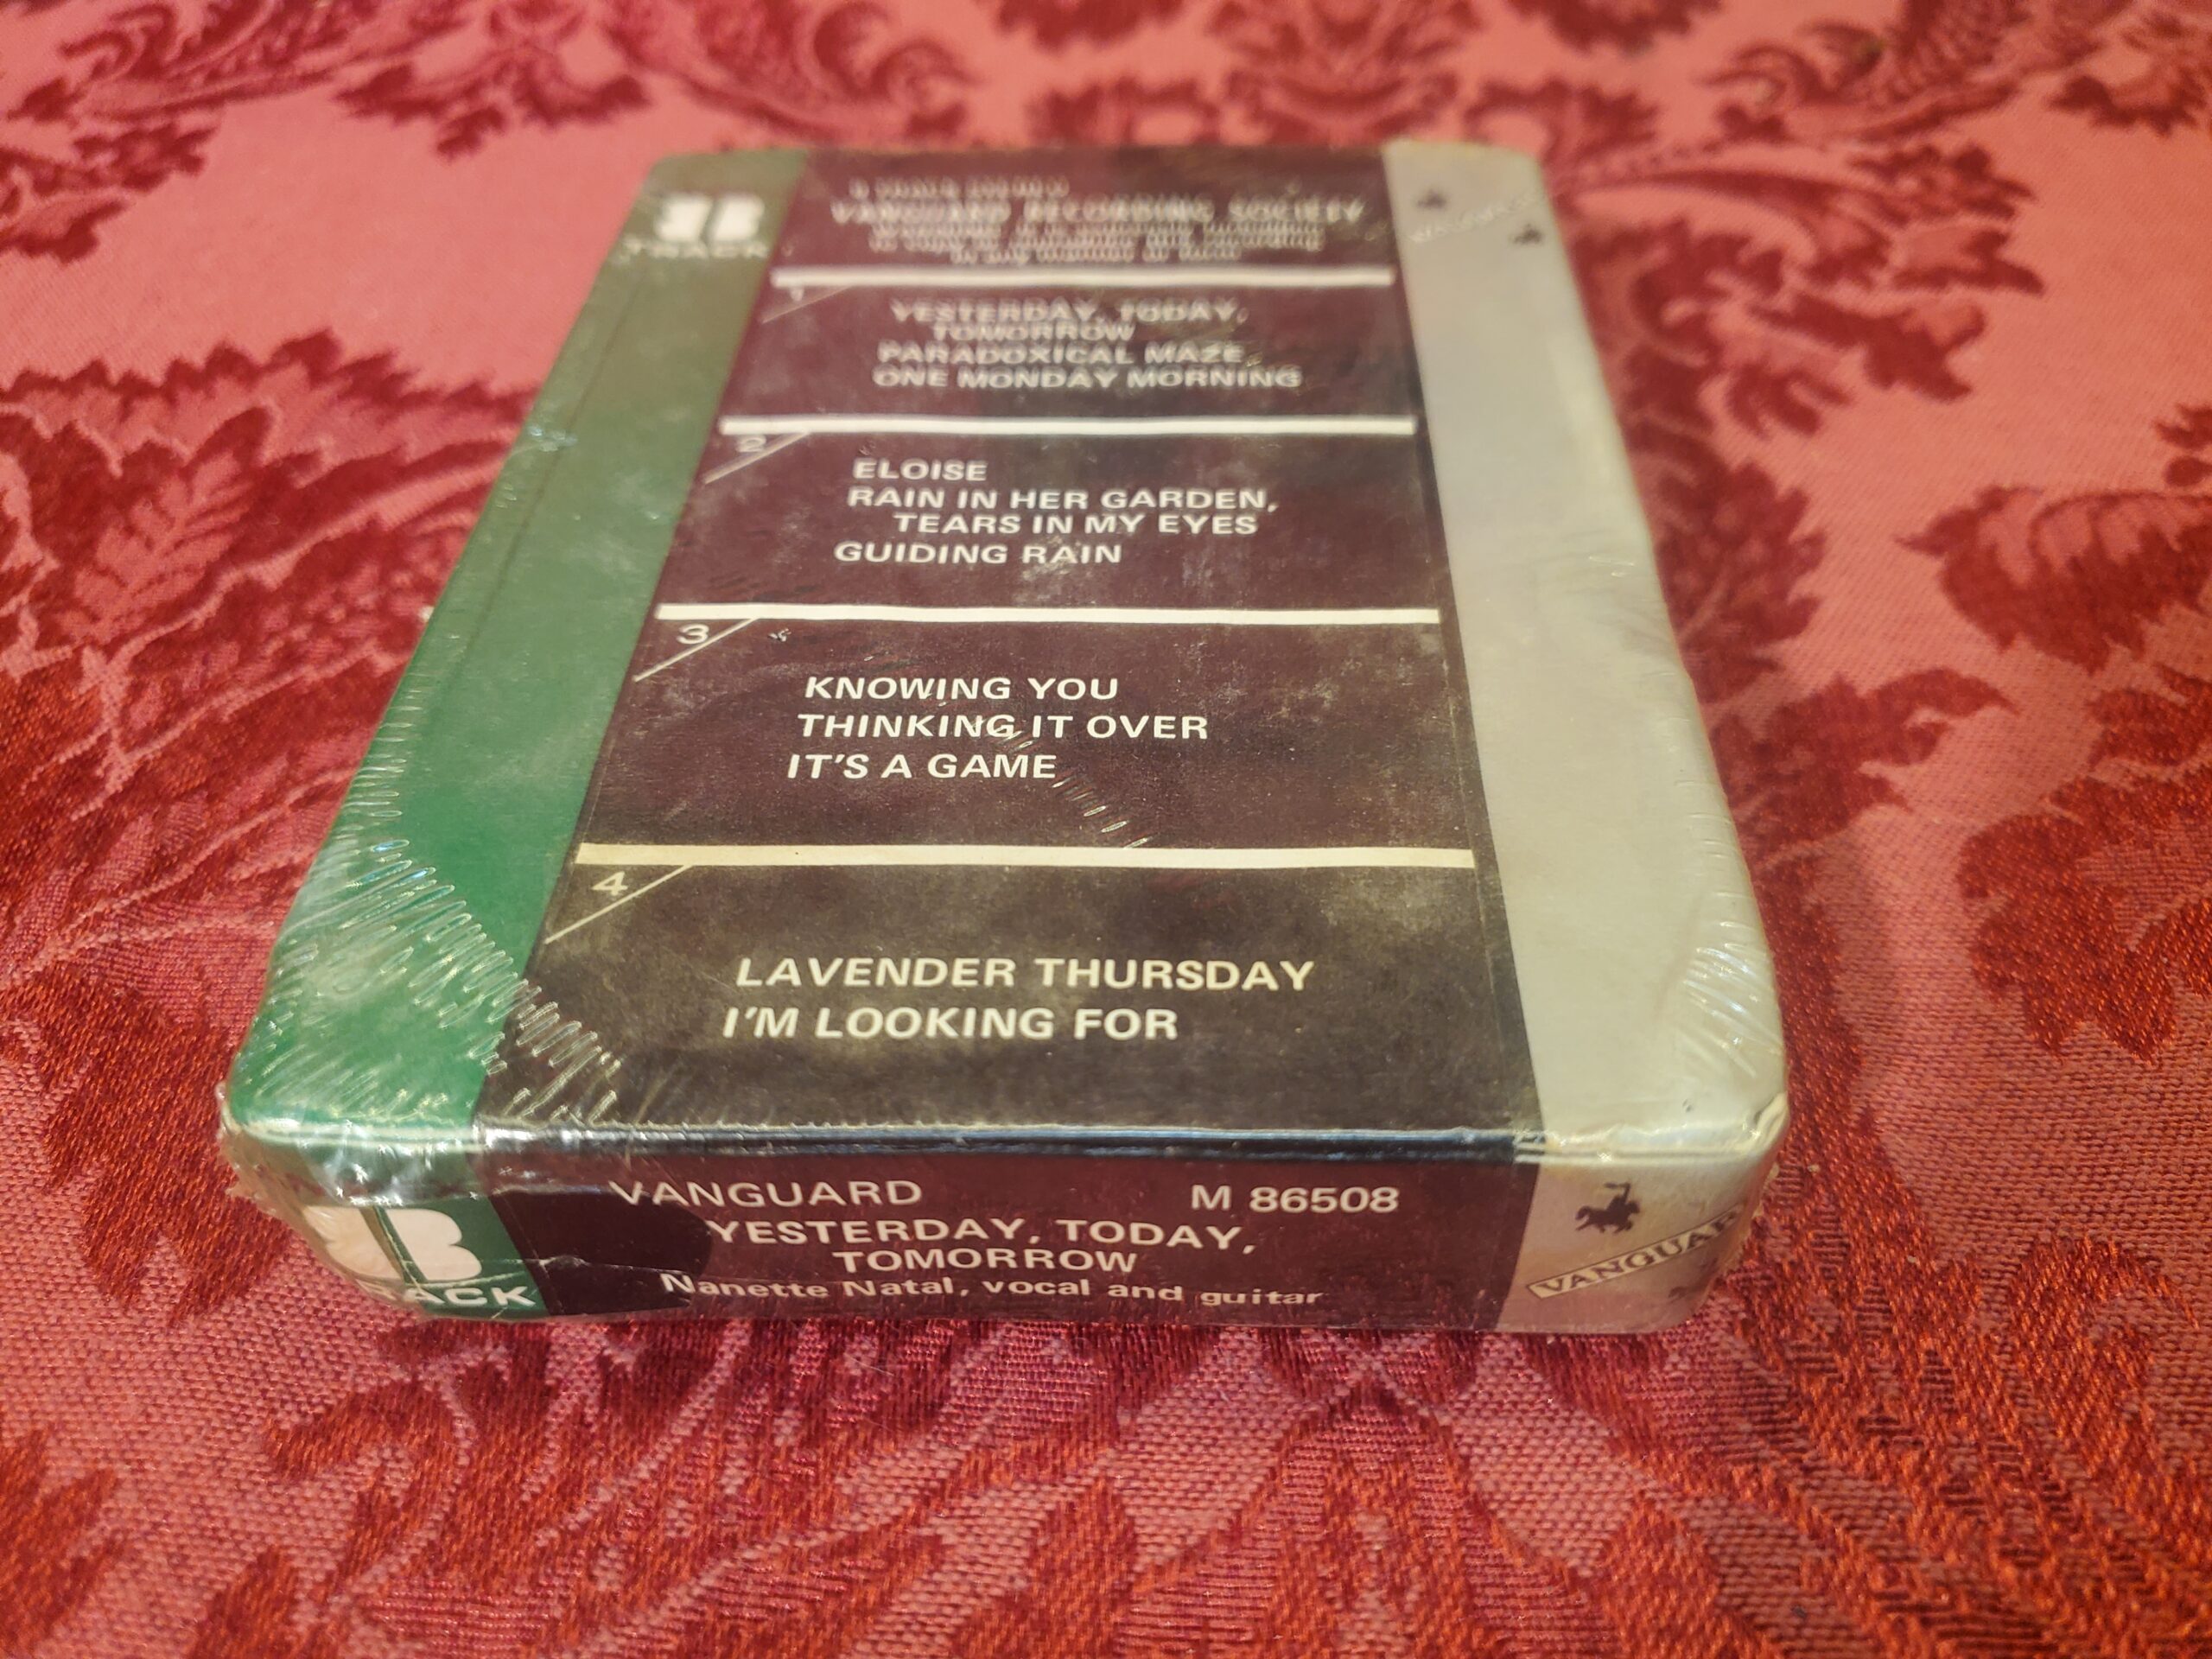 8
TRACK
VANGUARD RECORDING SOCIETY
1
YESTERDAY, TODAY,
TOMORROW
PARADOXICAL MAZE
ONE MONDAY MORNING
2
ELOISE
RAIN IN HER GARDEN,
TEARS IN MY EYES
GUIDING RAIN
3
KNOWING YOU
THINKING IT OVER
IT'S A GAME
4
LAVENDER THURSDAY
I'M LOOKING FOR
8
RACK
VANGUARD M 86508
YESTERDAY, TODAY,
TOMORROW
Nanette Natal, vocal and guitar
VANGUAR